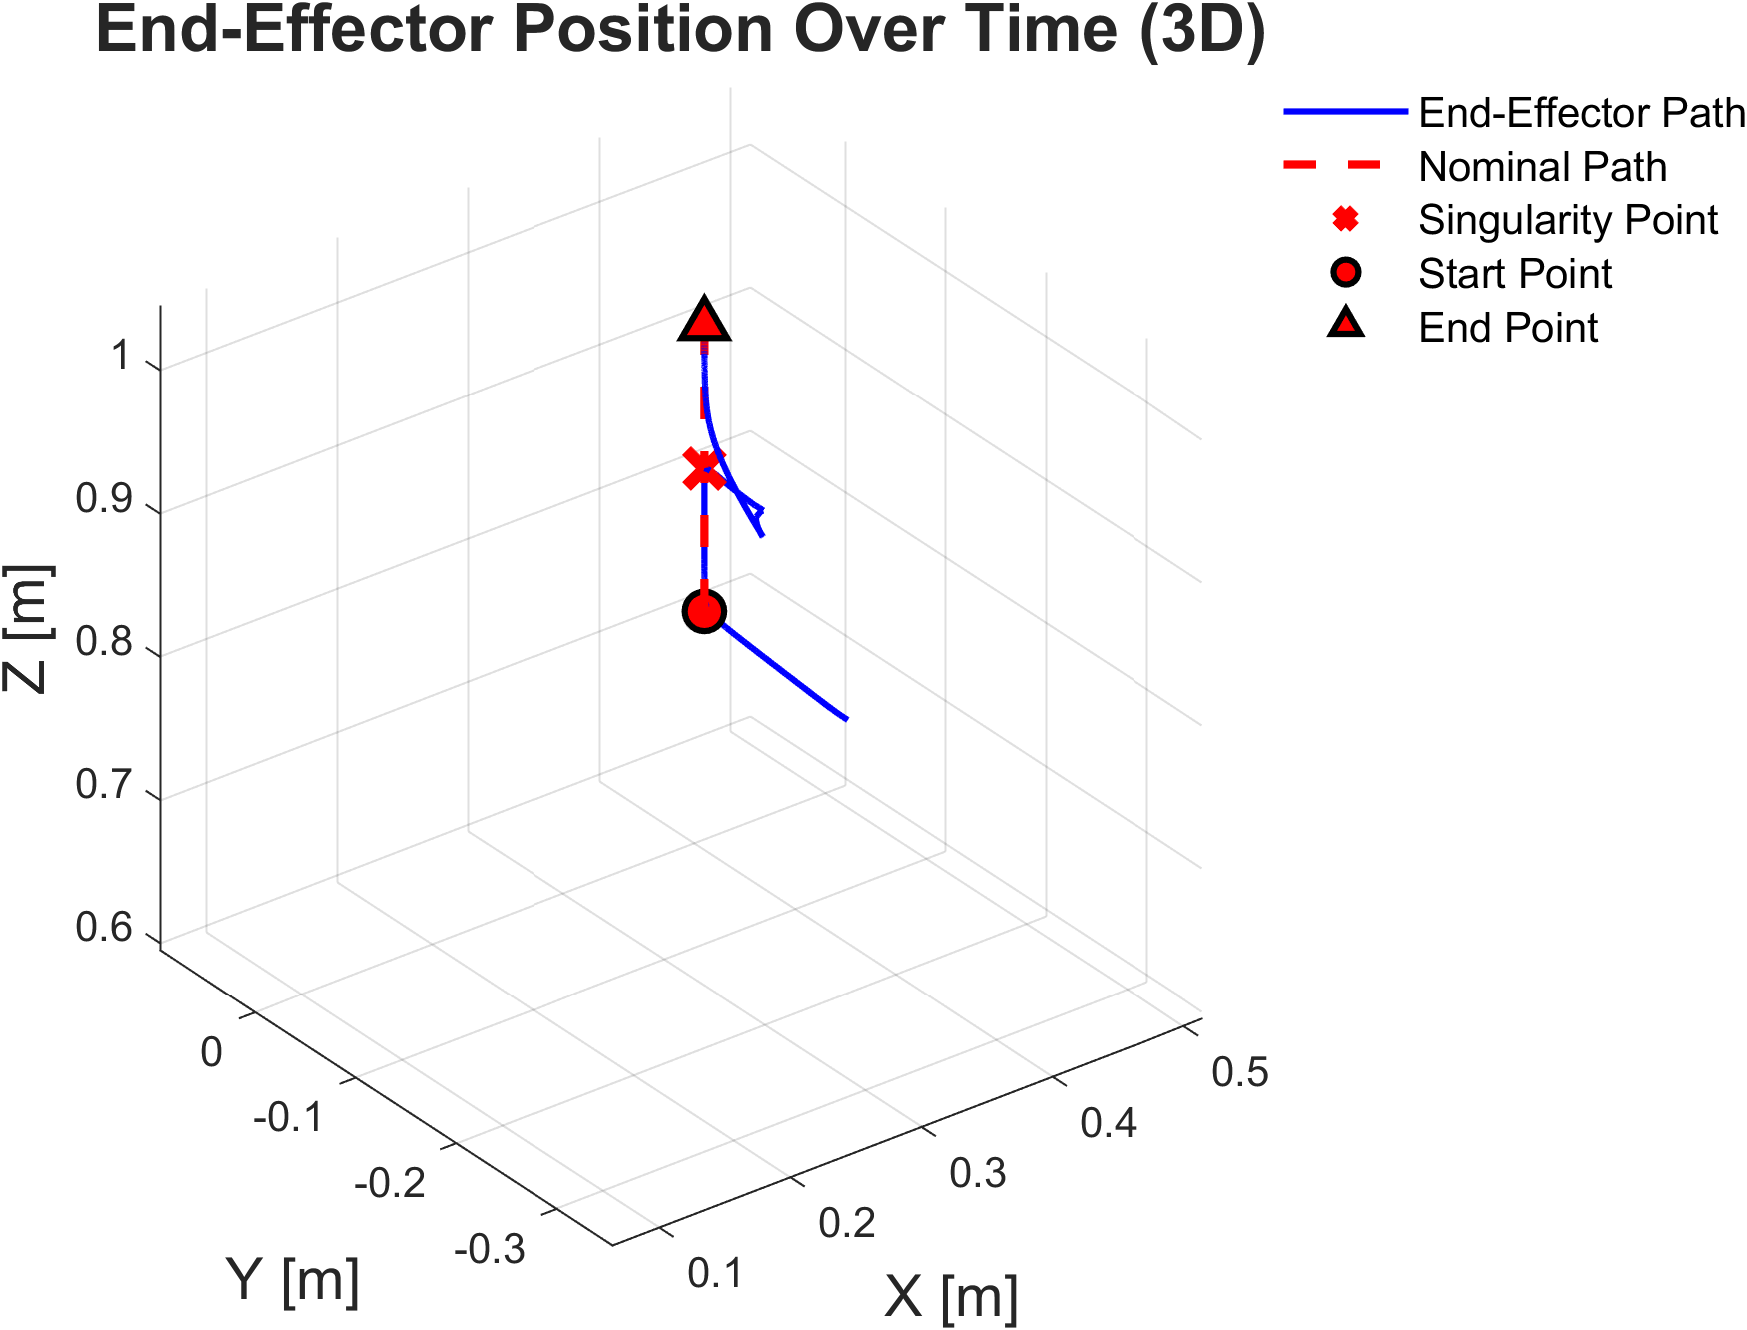 End-Effector Position Over Time (3D)
End-Effector Path
Nominal Path
Singularity Point
Start Point
End Point
1
0.9
0.8
0.7
0.6
Z [m]
0
-0.1
-0.2
-0.3
Y [m]
0.1
0.2
0.3
0.4
0.5
X [m]